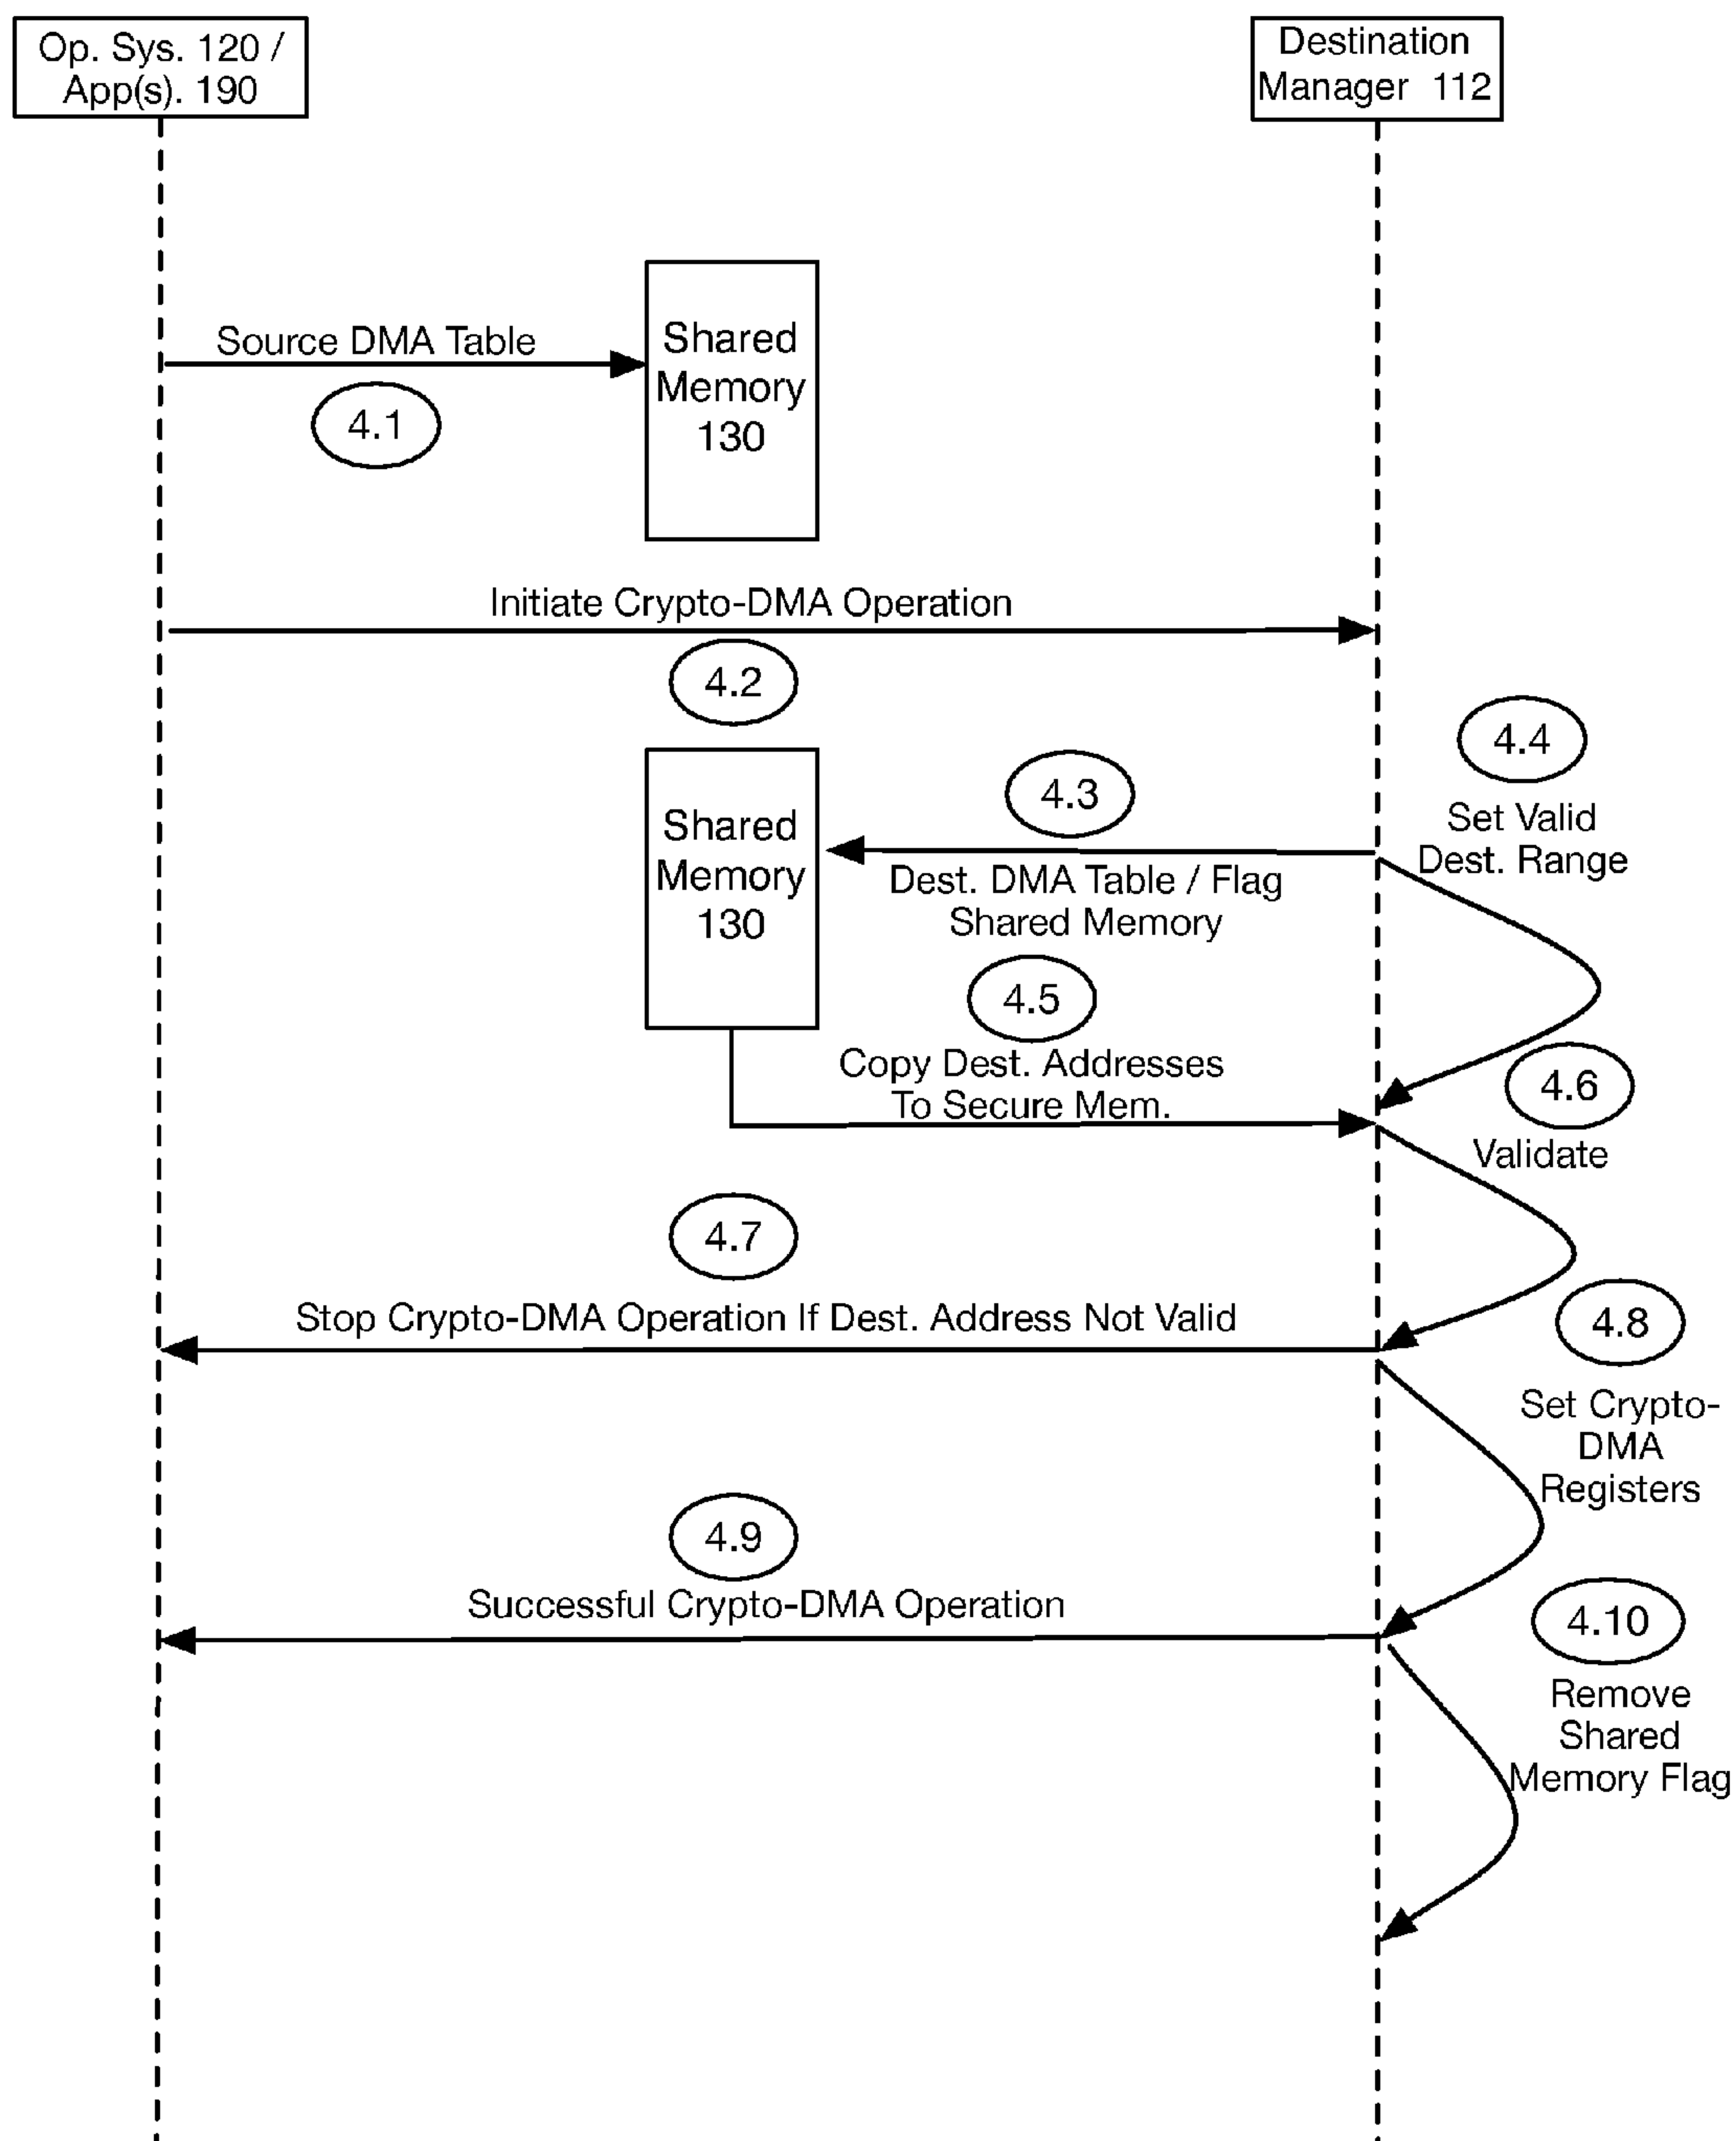 Op. Sys. 120 /
App(s). 190
Destination
Manager 112
Source DMA Table
4.1
Shared
Memory
130
Initiate Crypto-DMA Operation
4.2
4.4
Set Valid
Dest. Range
4.3
Dest. DMA Table / Flag
Shared Memory
Shared
Memory
130
4.5
Copy Dest. Addresses
To Secure Mem.
4.6
Validate
4.7
Stop Crypto-DMA Operation If Dest. Address Not Valid
4.8
Set Crypto-
DMA
Registers
4.9
Successful Crypto-DMA Operation
4.10
Remove
Shared
Memory Flag